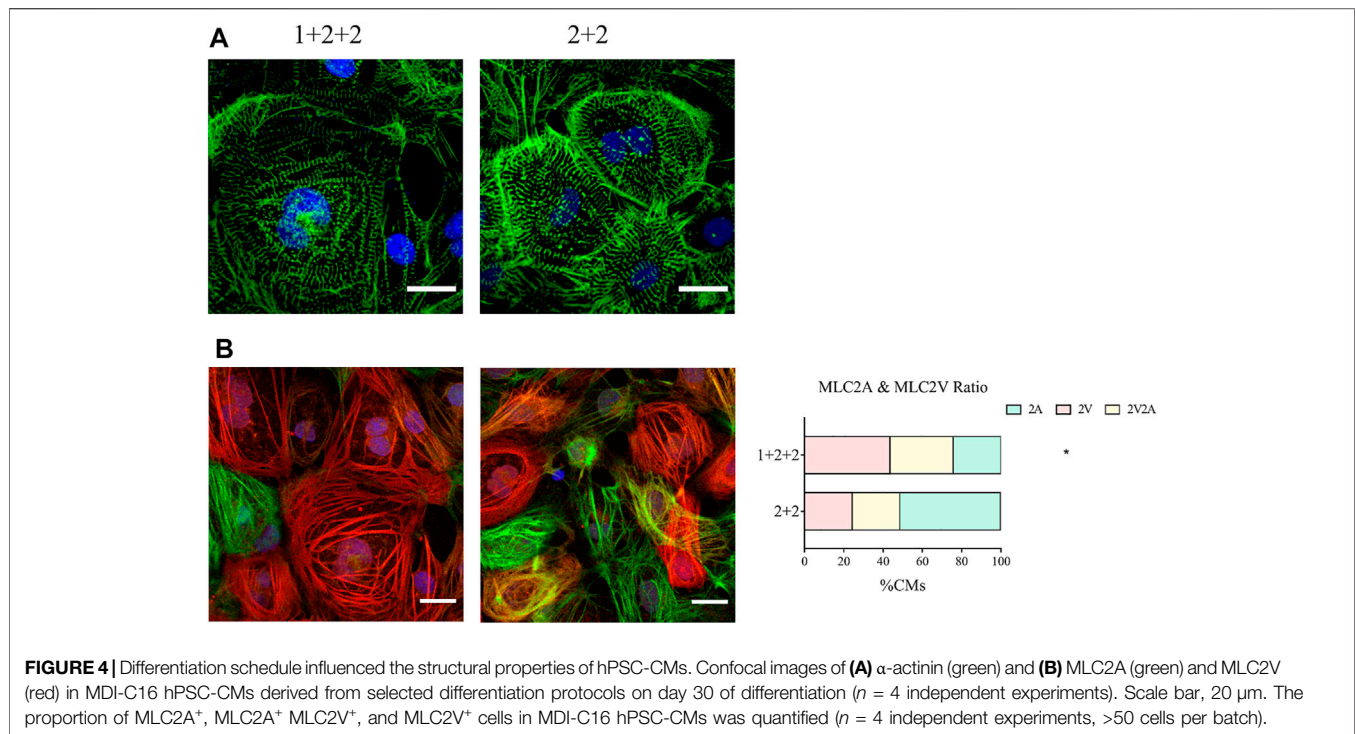 A
1+2+2
2+2
B
MLC2A & MLC2V Ratio
2A 2V 2V2A
1+2+2
*
2+2
0 20 40 60 80 100
%CMs
FIGURE 4 | Differentiation schedule influenced the structural properties of hPSC-CMs. Confocal images of (A) α-actinin (green) and (B) MLC2A (green) and MLC2V
(red) in MDI-C16 hPSC-CMs derived from selected differentiation protocols on day 30 of differentiation (n = 4 independent experiments). Scale bar, 20 μm. The
proportion of MLC2A⁺, MLC2A⁺ MLC2V⁺, and MLC2V⁺ cells in MDI-C16 hPSC-CMs was quantified (n = 4 independent experiments, >50 cells per batch).